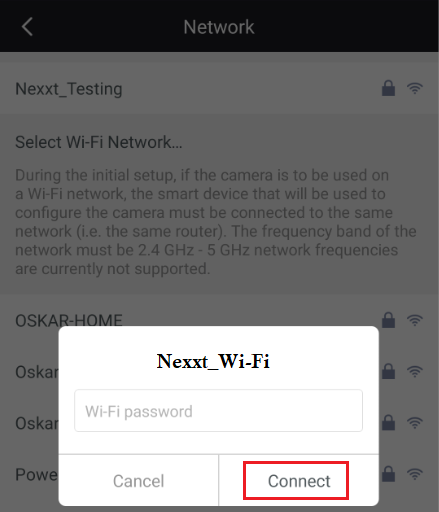 Network
Nexxt_Testing
Select Wi-Fi Network...
During the initial setup, if the camera is to be used on
a Wi-Fi network, the smart device that will be used to
configure the camera must be connected to the same
network (i.e. the same router). The frequency band of the
network must be 2.4 GHz - 5 GHz network frequencies
are currently not supported.
OSKAR-HOME
Nexxt_Wi-Fi
Oskar
Wi-Fi password
Oskar
Powe
Cancel
Connect